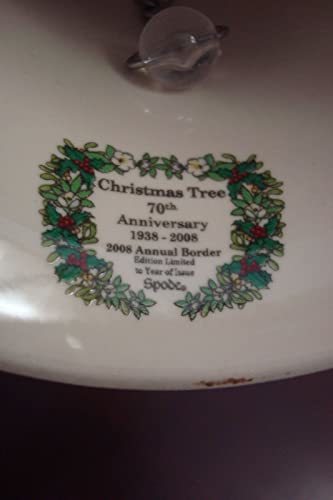 Christmas Tree
70th
Anniversary
1938 - 2008
2008 Annual Border
Edition Limited
to Year of Issue
Spode